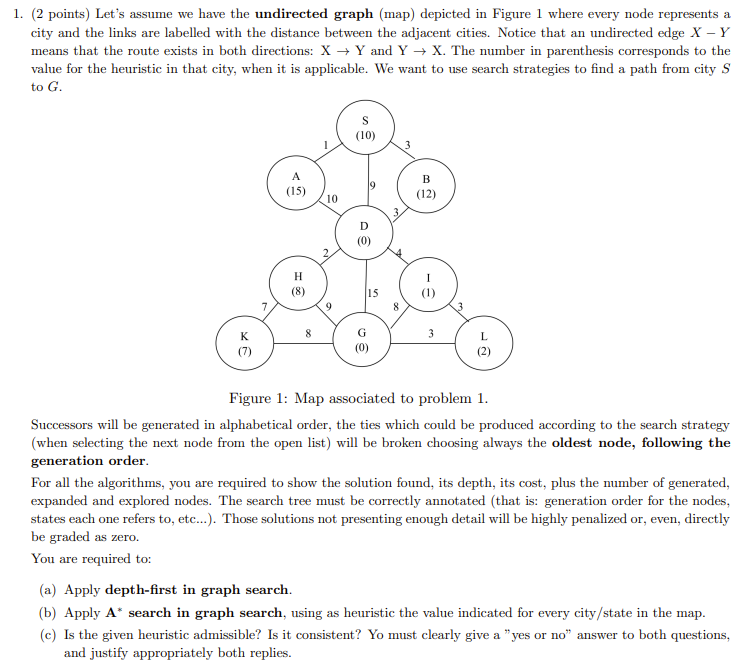 1. (2 points) Let's assume we have the undirected graph (map) depicted in Figure 1 where every node represents a
city and the links are labelled with the distance between the adjacent cities. Notice that an undirected edge X − Y
means that the route exists in both directions: X → Y and Y → X. The number in parenthesis corresponds to the
value for the heuristic in that city, when it is applicable. We want to use search strategies to find a path from city S
to G.
S
(10)
1
3
A
(15)
9
B
(12)
10
3
D
(0)
2
4
H
(8)
15
I
(1)
7
9
8
3
K
(7)
8
G
(0)
3
L
(2)
Figure 1: Map associated to problem 1.
Successors will be generated in alphabetical order, the ties which could be produced according to the search strategy
(when selecting the next node from the open list) will be broken choosing always the oldest node, following the
generation order.
For all the algorithms, you are required to show the solution found, its depth, its cost, plus the number of generated,
expanded and explored nodes. The search tree must be correctly annotated (that is: generation order for the nodes,
states each one refers to, etc...). Those solutions not presenting enough detail will be highly penalized or, even, directly
be graded as zero.
You are required to:
(a) Apply depth-first in graph search.
(b) Apply A* search in graph search, using as heuristic the value indicated for every city/state in the map.
(c) Is the given heuristic admissible? Is it consistent? Yo must clearly give a "yes or no" answer to both questions,
and justify appropriately both replies.